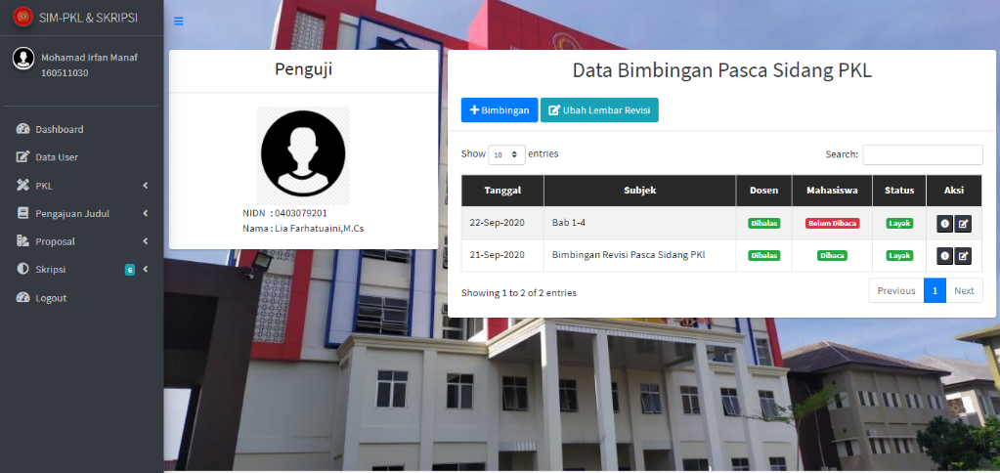 SIM-PKL & SKRIPSI
Mohamad Irfan Manaf
160511030
Dashboard
Data User
PKL
Pengajuan Judul
Proposal
Skripsi 6
Logout
Penguji
NIDN : 0403079201
Nama : Lia Farhatuaini,M.Cs
Data Bimbingan Pasca Sidang PKL
Bimbingan Ubah Lembar Revisi
Show 10 entries Search:
Tanggal Subjek Dosen Mahasiswa Status Aksi
22-Sep-2020 Bab 1-4 Dibalas Belum Dibaca Layak
21-Sep-2020 Bimbingan Revisi Pasca Sidang PKl Dibalas Dibaca Layak
Showing 1 to 2 of 2 entries Previous 1 Next